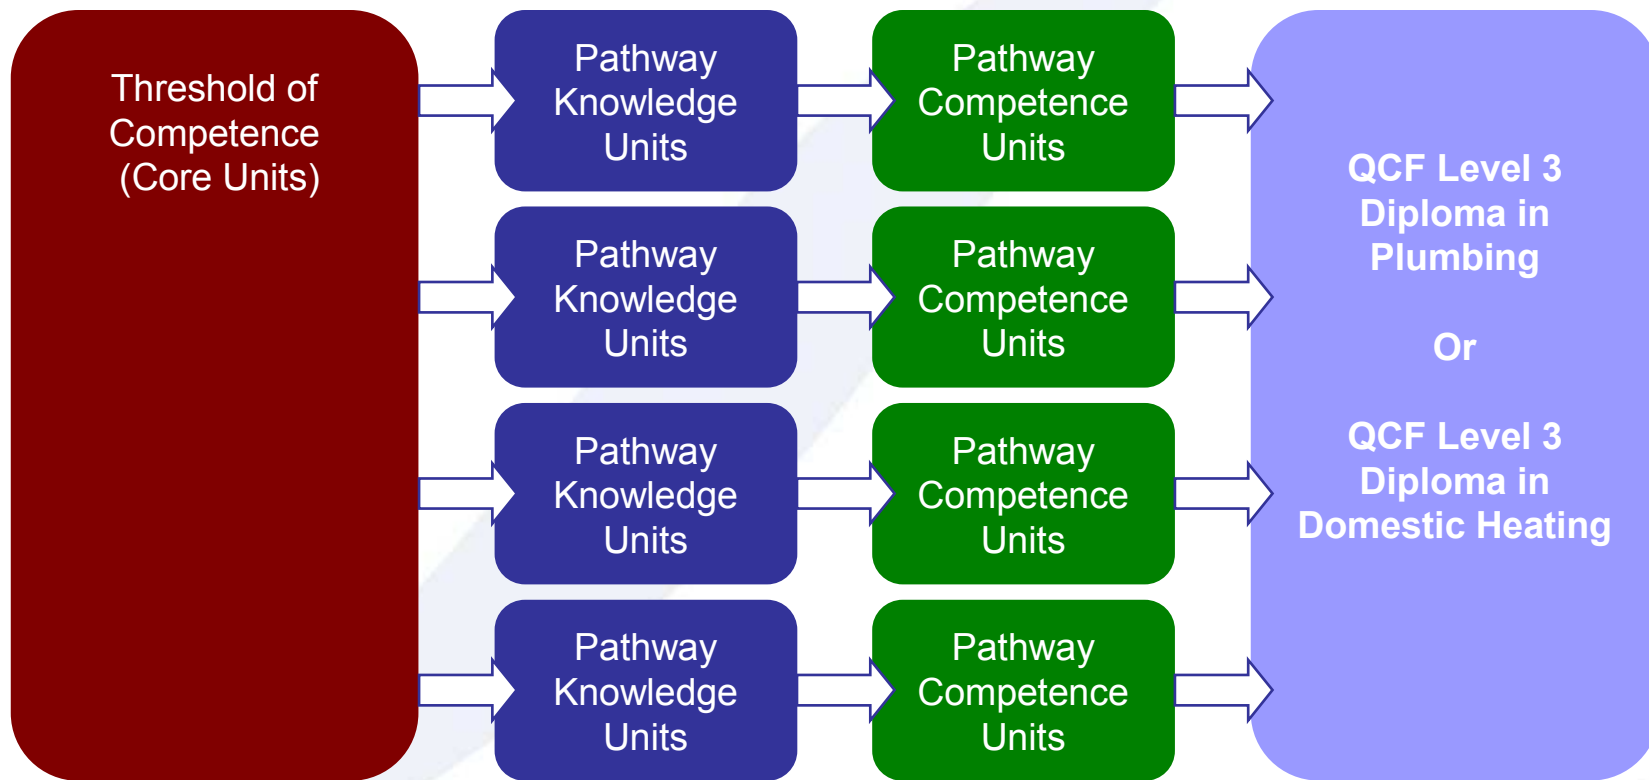 Threshold of
Competence
(Core Units)
Pathway
Knowledge
Units
Pathway
Competence
Units
Pathway
Knowledge
Units
Pathway
Competence
Units
Pathway
Knowledge
Units
Pathway
Competence
Units
Pathway
Knowledge
Units
Pathway
Competence
Units
QCF Level 3
Diploma in
Plumbing
Or
QCF Level 3
Diploma in
Domestic Heating